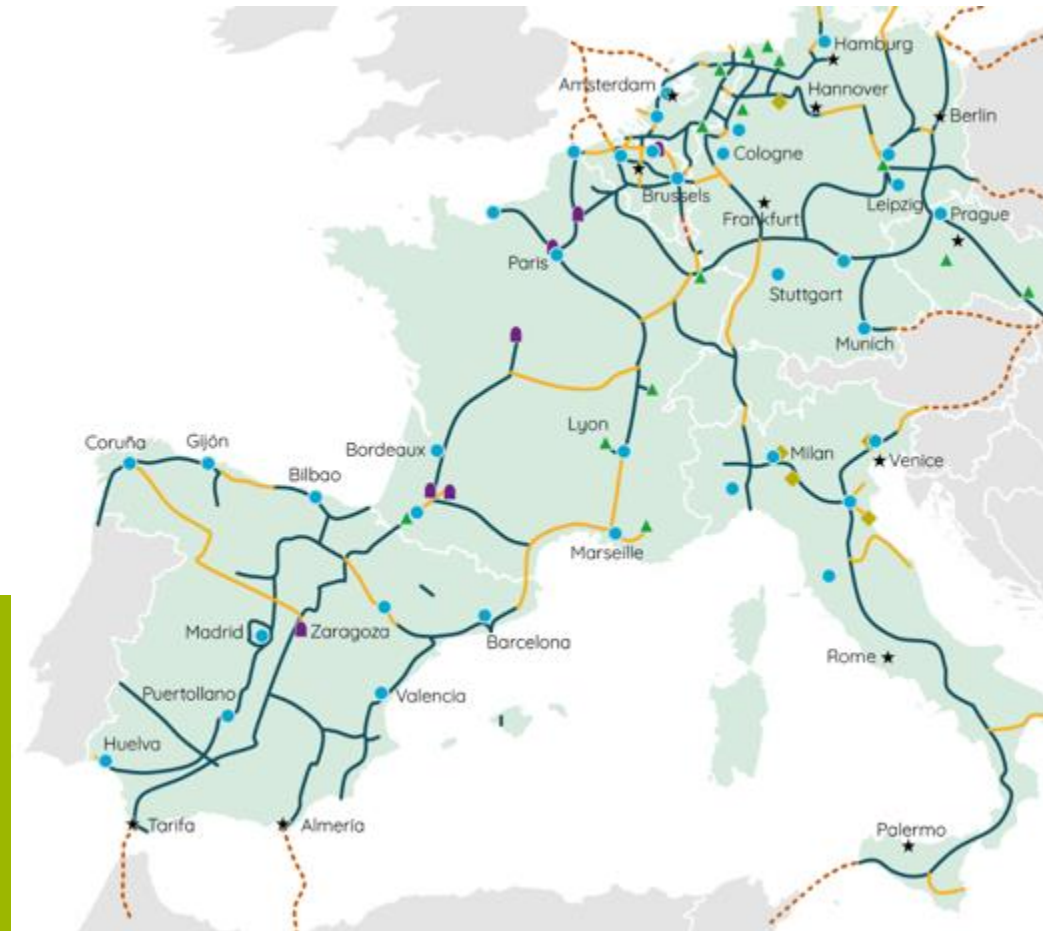 Hamburg
Amsterdam
Hannover
Berlin
Cologne
Brussels
Leipzig
Frankfurt
Prague
Paris
Stuttgart
Munich
Coruña
Gijón
Bordeaux
Lyon
Milan
Venice
Bilbao
Marseille
Madrid
Zaragoza
Barcelona
Rome
Puertollano
Valencia
Huelva
Tarifa
Almería
Palermo